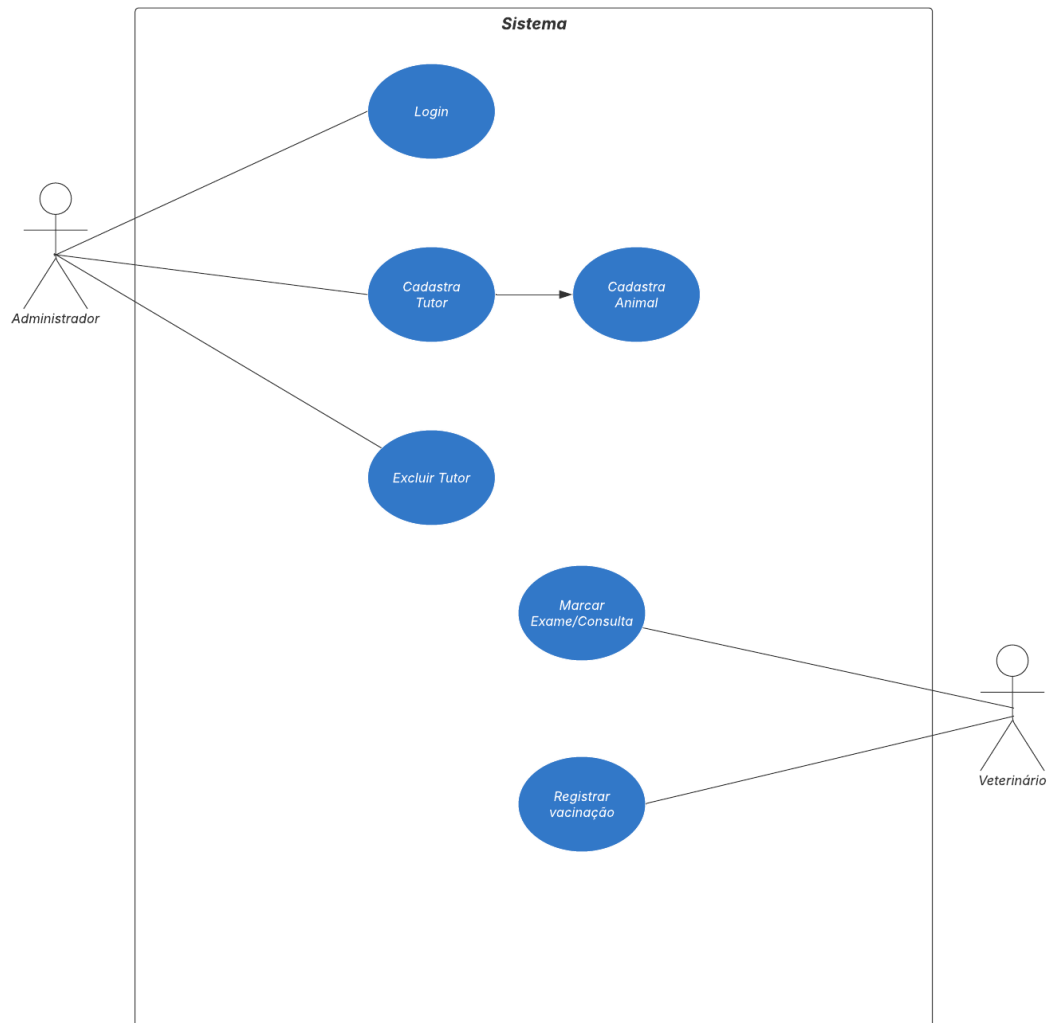 Sistema
Login
Cadastra
Tutor
Cadastra
Animal
Administrador
Excluir Tutor
Marcar
Exame/Consulta
Veterinário
Registrar
vacinação